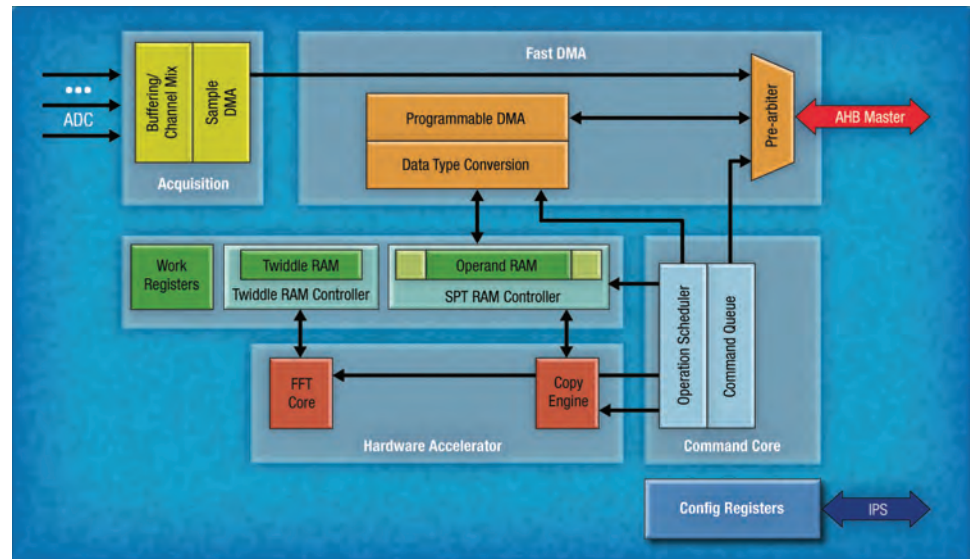 Fast DMA
Buffering/
Channel Mix
Sample
DMA
•••
ADC
Acquisition
Programmable DMA
Data Type Conversion
Pre-arbiter
AHB Master
Work
Registers
Twiddle RAM
Twiddle RAM Controller
Operand RAM
SPT RAM Controller
Operation Scheduler
Command Queue
FFT
Core
Copy
Engine
Hardware Accelerator
Command Core
Config Registers
IPS